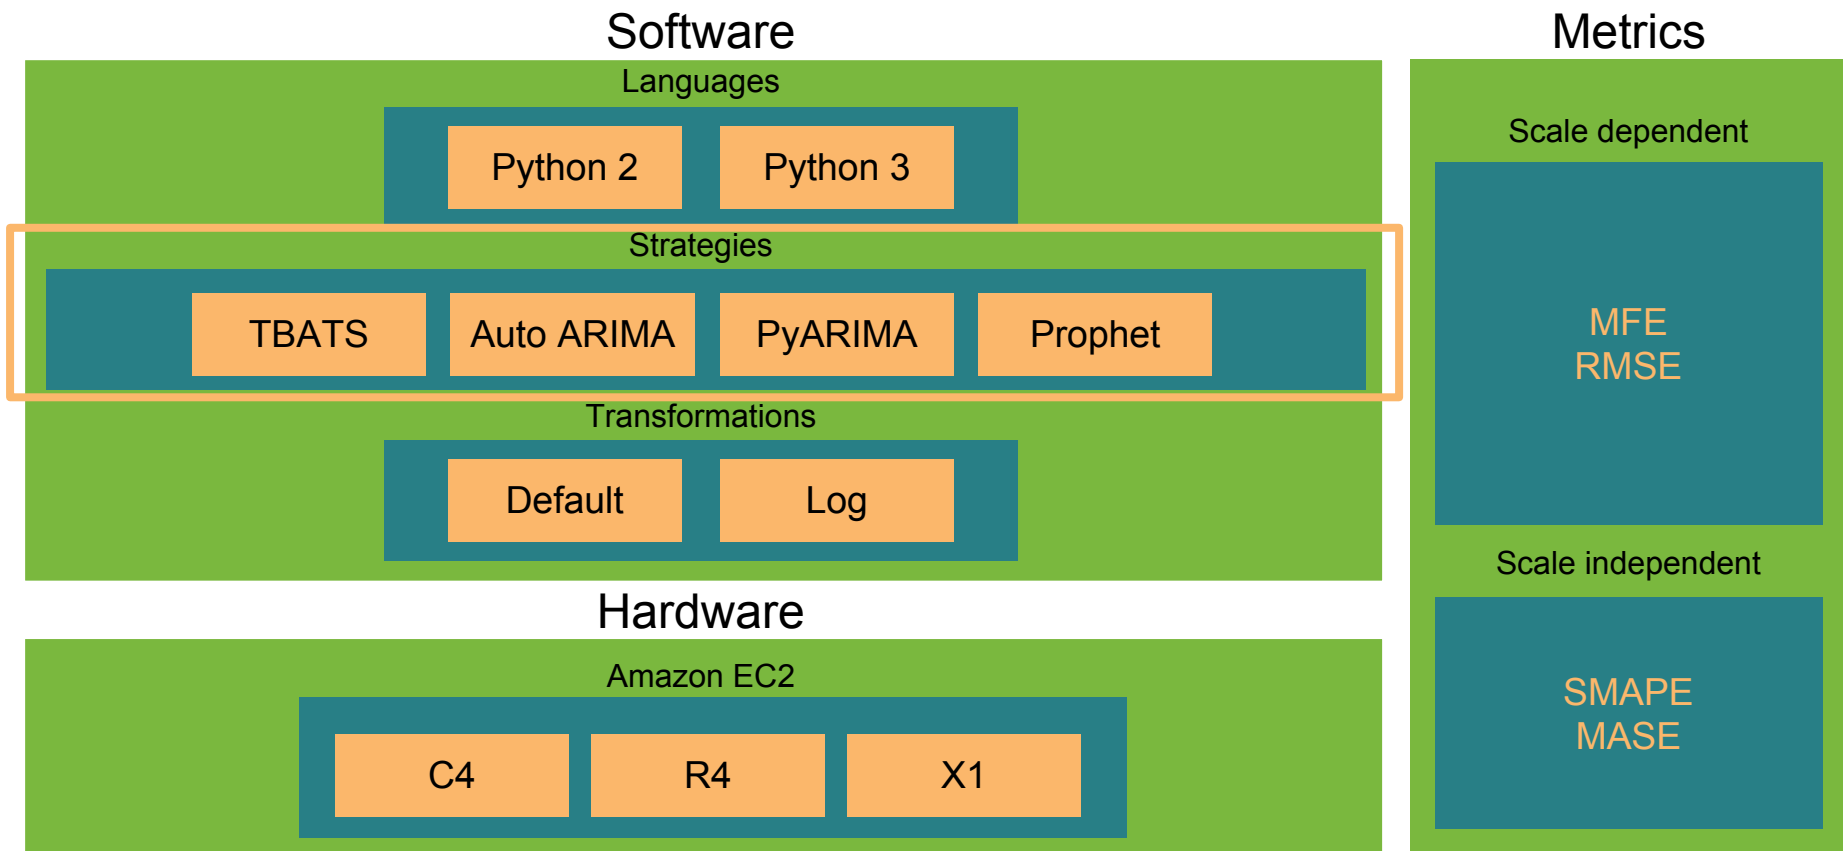 Software
Languages
Python 2
Python 3
Strategies
TBATS
Auto ARIMA
PyARIMA
Prophet
Transformations
Default
Log
Hardware
Amazon EC2
C4
R4
X1
Metrics
Scale dependent
MFE
RMSE
Scale independent
SMAPE
MASE